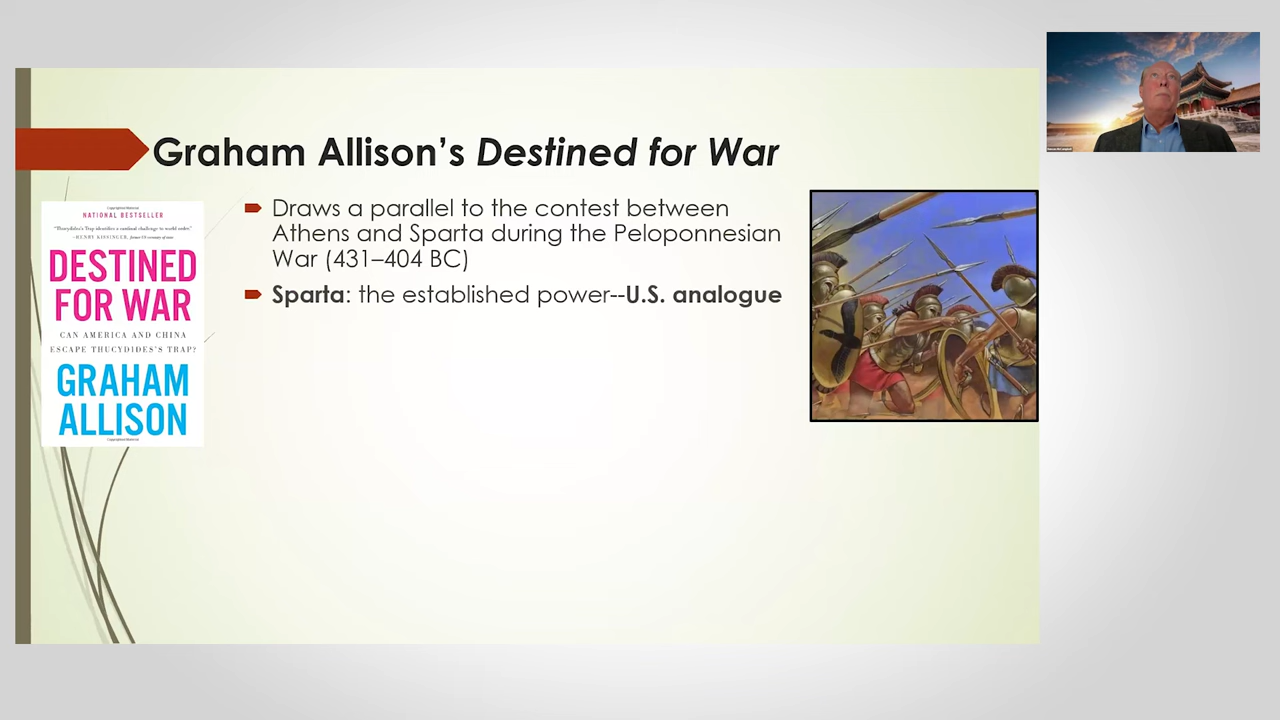 Graham Allison’s Destined for War
Draws a parallel to the contest between
Athens and Sparta during the Peloponnesian
War (431–404 BC)
Sparta: the established power--U.S. analogue
NATIONAL BESTSELLER
DESTINED
FOR WAR
CAN AMERICA AND CHINA
ESCAPE THUCYDIDES'S TRAP?
GRAHAM
ALLISON